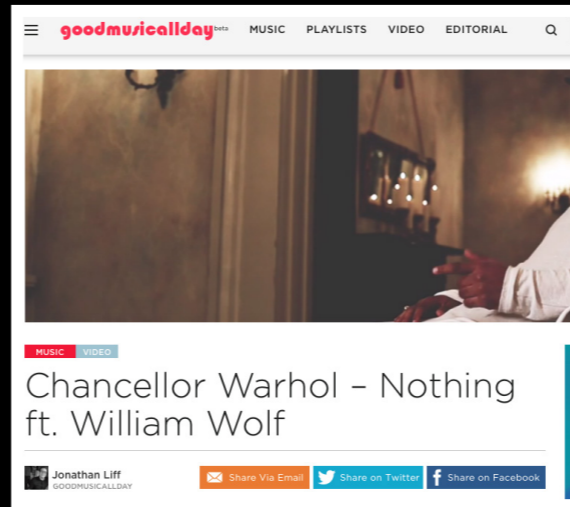 goodmusicallday beta MUSIC PLAYLISTS VIDEO EDITORIAL
MUSIC VIDEO
Chancellor Warhol – Nothing
ft. William Wolf
Jonathan Liff
GOODMUSICALLDAY
Share Via Email Share on Twitter Share on Facebook